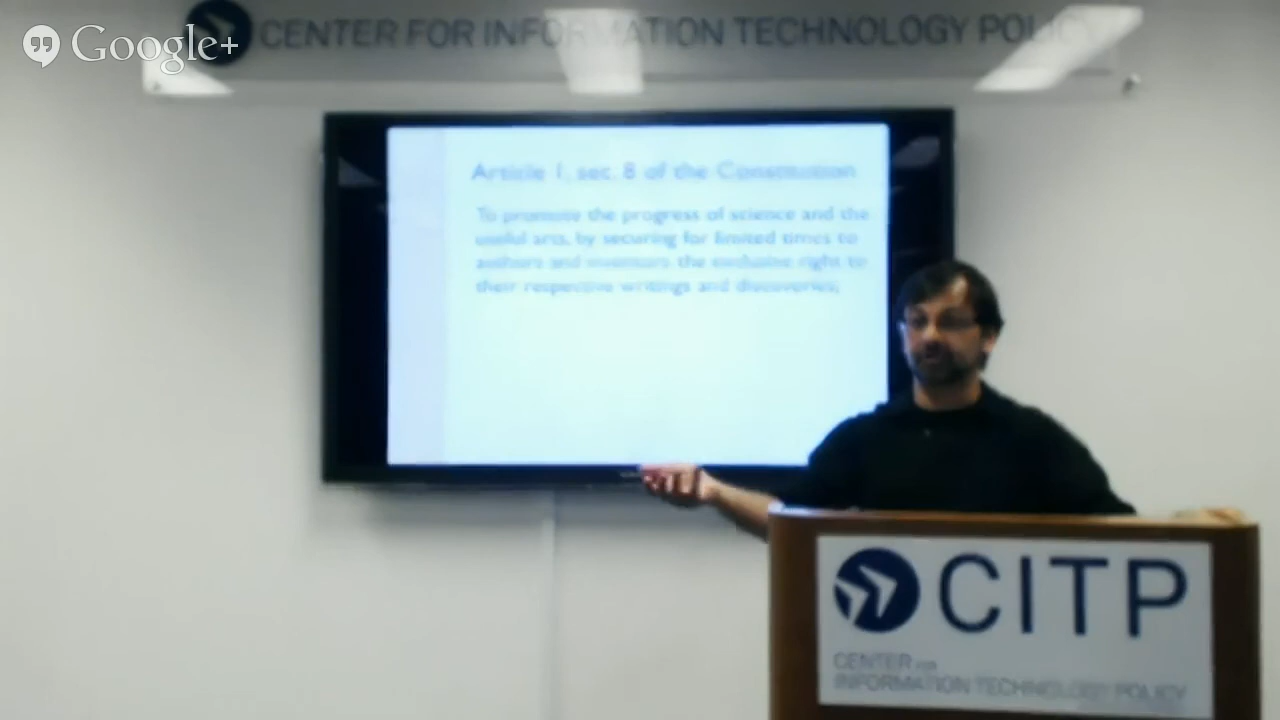 Google+
CENTER FOR INFORMATION TECHNOLOGY POLICY
Article 1, sec. 8 of the Constitution
To promote the progress of science and the
useful arts, by securing for limited times to
authors and inventors the exclusive right to
their respective writings and discoveries;
CITP
CENTER FOR
INFORMATION TECHNOLOGY POLICY